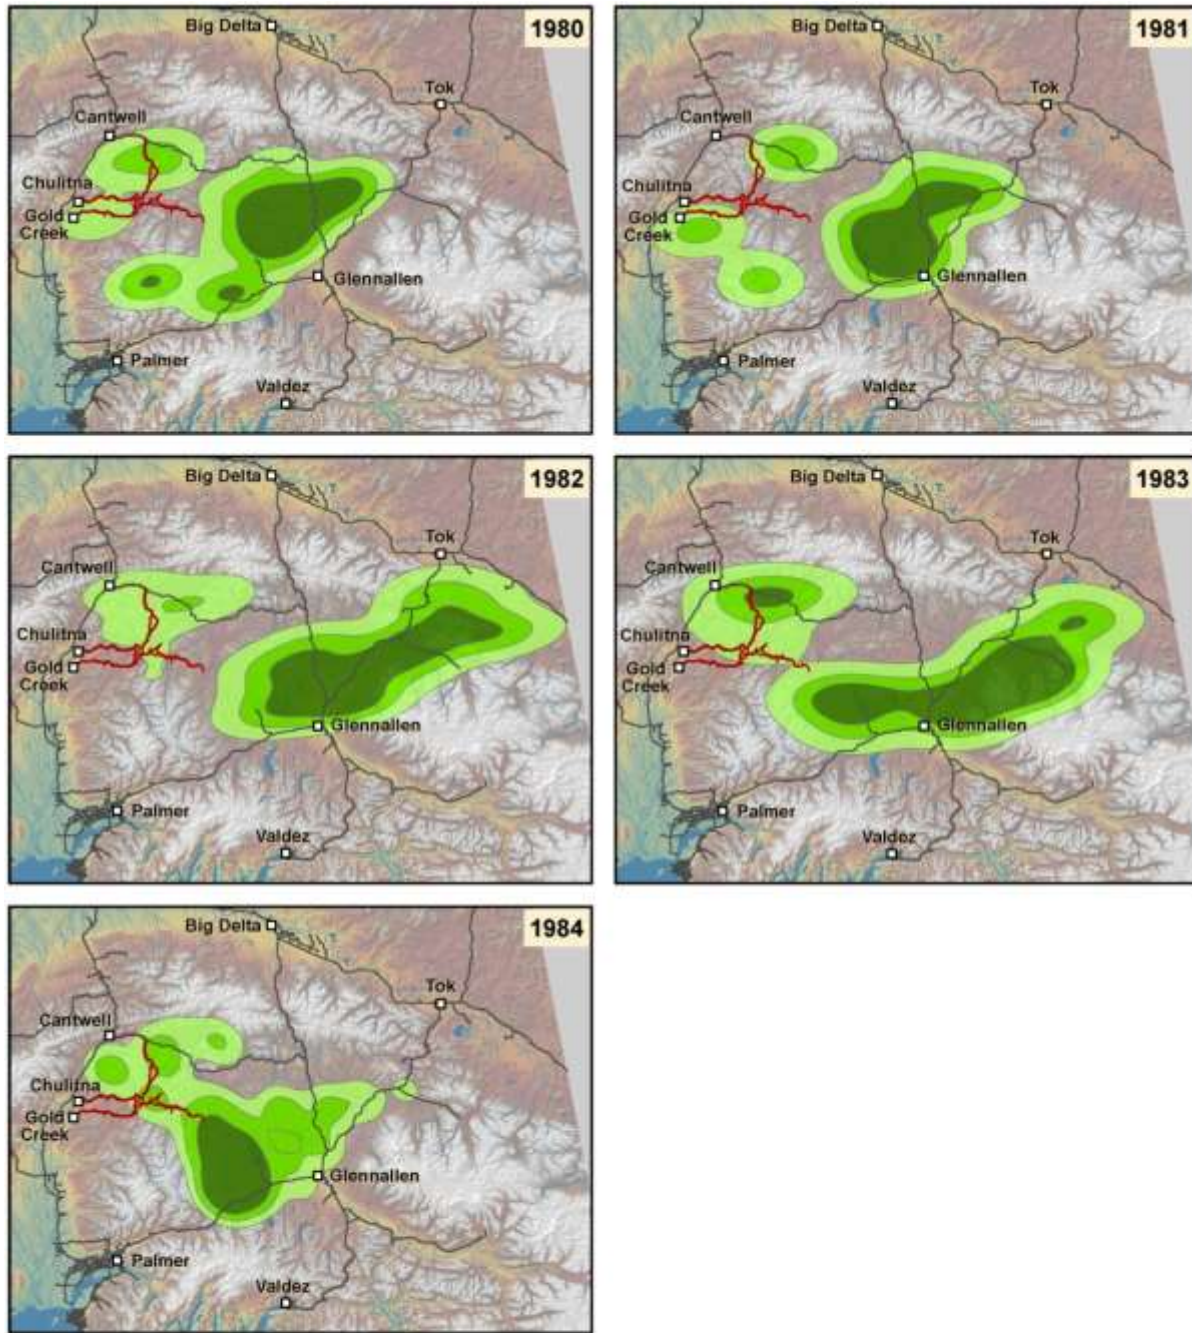 Big Delta
1980
Tok
Cantwell
Chulitna
Gold
Creek
Glennallen
Palmer
Valdez
Big Delta
1981
Tok
Cantwell
Chulitna
Gold
Creek
Glennallen
Palmer
Valdez
Big Delta
1982
Tok
Cantwell
Chulitna
Gold
Creek
Glennallen
Palmer
Valdez
Big Delta
1983
Tok
Cantwell
Chulitna
Gold
Creek
Glennallen
Palmer
Valdez
Big Delta
1984
Tok
Cantwell
Chulitna
Gold
Creek
Glennallen
Palmer
Valdez